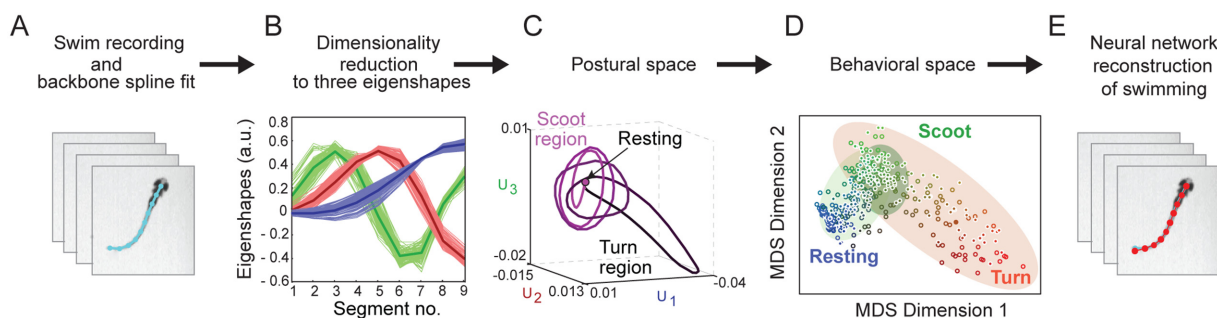 A
Swim recording
and
backbone spline fit
B
Dimensionality
reduction
to three eigenshapes
C
Postural space
D
Behavioral space
E
Neural network
reconstruction
of swimming
Eigenshapes (a.u.)
0.8
0.6
0.4
0.2
0
- 0.2
- 0.4
- 0.6
1 2 3 4 5 6 7 8 9
Segment no.
0.01
Scoot
region
Resting
U3
Turn
region
-0.02
-0.015
U2
0.013
0.01
U1
-0.04
MDS Dimension 2
Scoot
Resting
Turn
MDS Dimension 1